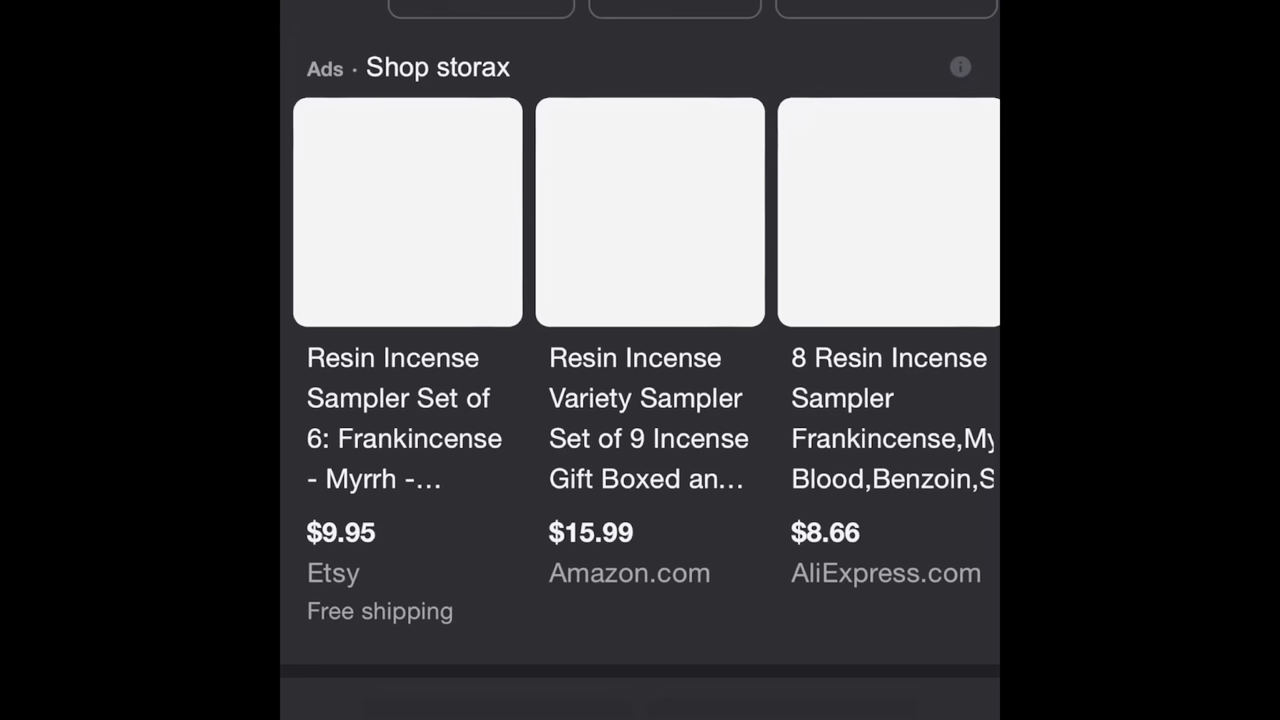 Ads · Shop storax
Resin Incense
Sampler Set of
6: Frankincense
- Myrrh -...
$9.95
Etsy
Free shipping
Resin Incense
Variety Sampler
Set of 9 Incense
Gift Boxed an...
$15.99
Amazon.com
8 Resin Incense
Sampler
Frankincense,My
Blood,Benzoin,S
$8.66
AliExpress.com